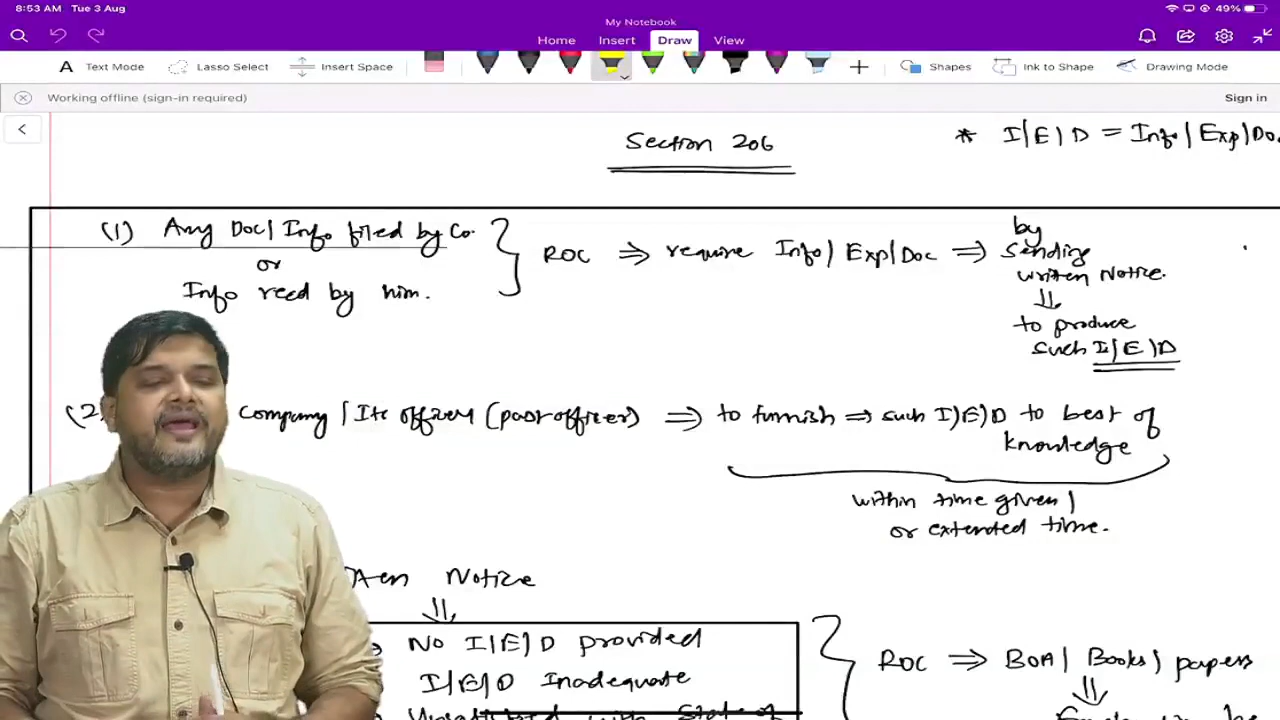 8:53 AM Tue 3 Aug
49%
My Notebook
Home Insert Draw View
Text Mode Lasso Select Insert Space Shapes Ink to Shape Drawing Mode
Working offline (sign-in required) Sign in
Section 206
* I/E/D = Info/Exp/Doc
(1) Any Doc/Info filed by Co.
or
Info recd by him.
ROC ⇒ require Info/Exp/Doc ⇒ by
sending
written Notice.
⇓
to produce
such I/E/D
(2) Company/Its officer (past officer) ⇒ to furnish ⇒ such I/E/D to best of
knowledge
within time given/
or extended time.
Notice
⇓
No I/E/D provided
I/E/D Inadequate
ROC ⇒ BOA/Books/papers
⇓